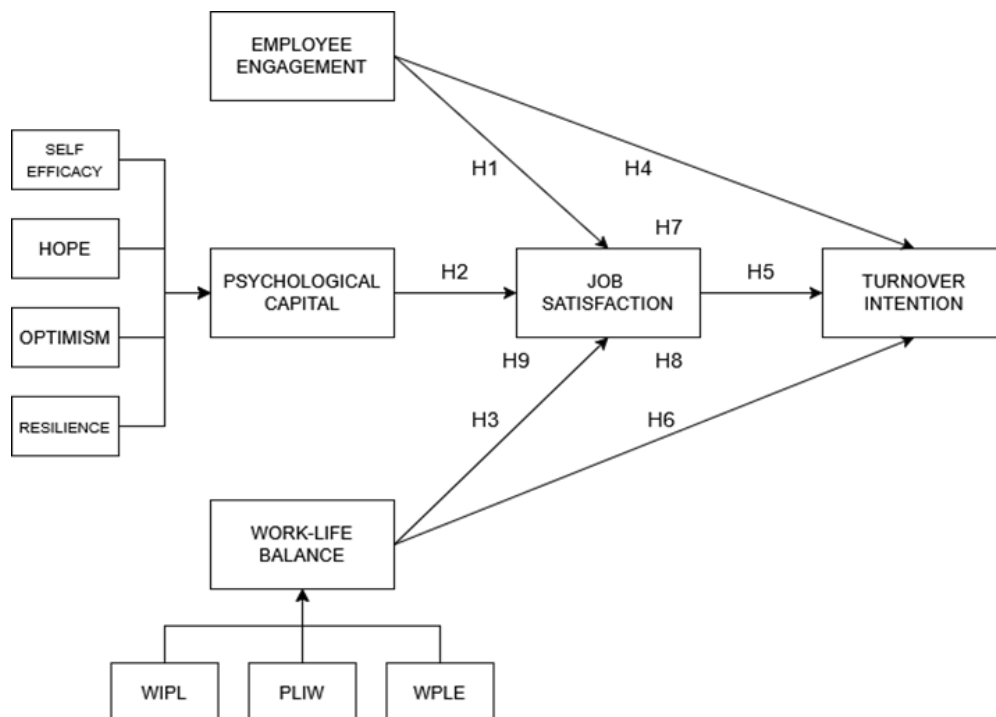 EMPLOYEE
ENGAGEMENT
SELF
EFFICACY
H1
H4
HOPE
H7
PSYCHOLOGICAL
CAPITAL
H2
JOB
SATISFACTION
H5
TURNOVER
INTENTION
OPTIMISM
H9
H8
RESILIENCE
H3
H6
WORK-LIFE
BALANCE
WIPL
PLIW
WPLE